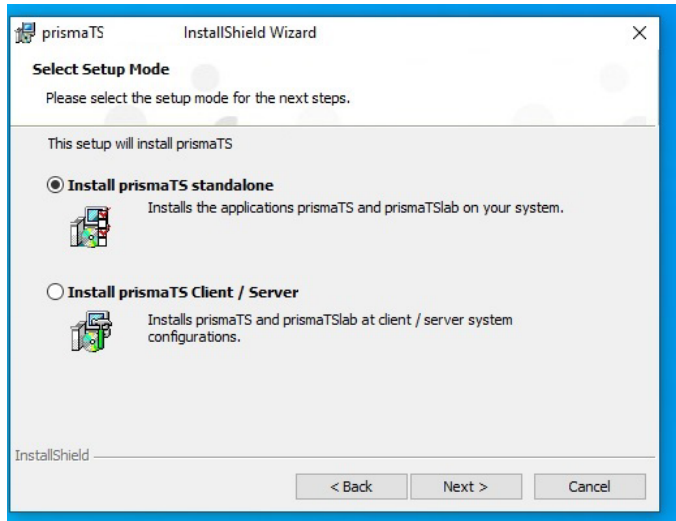 prismaTS InstallShield Wizard
Select Setup Mode
Please select the setup mode for the next steps.
This setup will install prismaTS
Install prismaTS standalone
Installs the applications prismaTS and prismaTSlab on your system.
Install prismaTS Client / Server
Installs prismaTS and prismaTSlab at client / server system
configurations.
InstallShield
< Back Next > Cancel